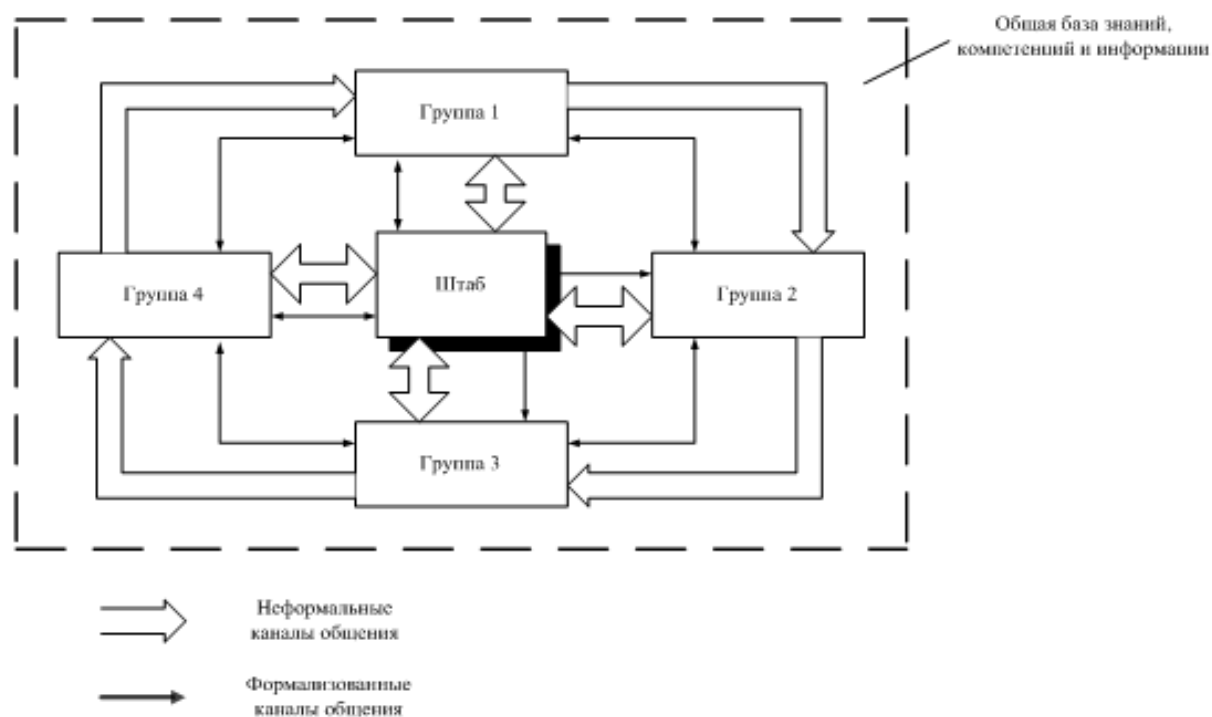 Общая база знаний,
компетенций и информации
Группа 1
Штаб
Группа 4
Группа 2
Группа 3
Неформальные
каналы общения
Формализованные
каналы общения